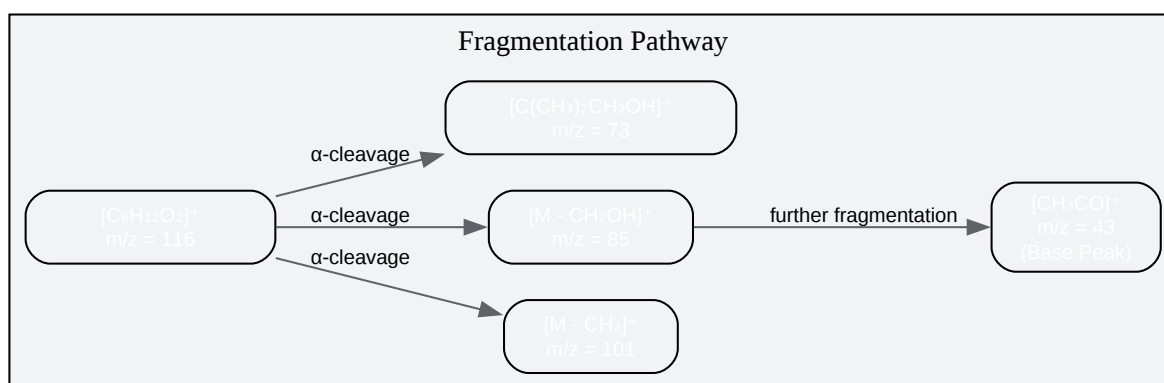 Fragmentation Pathway
[C(CH₃)₂CH₂OH]⁺
m/z = 73
α-cleavage
[C₆H₁₂O₂]⁺
m/z = 116
α-cleavage
[M - CH₂OH]⁺
m/z = 85
further fragmentation
[CH₃CO]⁺
m/z = 43
(Base Peak)
α-cleavage
[M - CH₃]⁺
m/z = 101